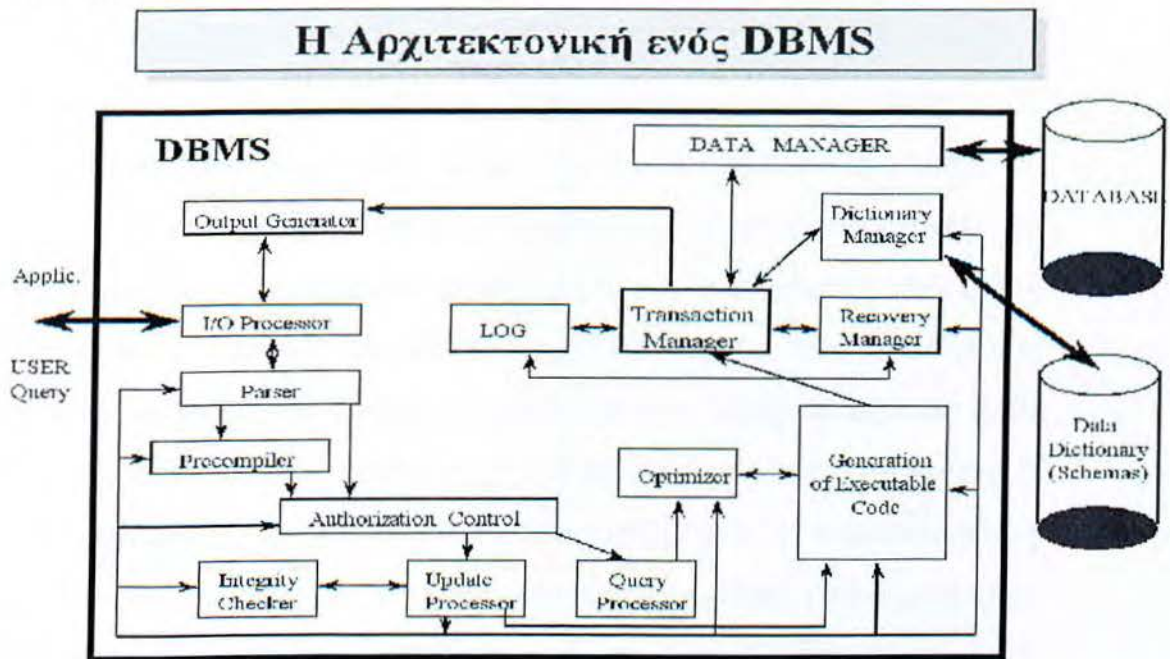 Η Αρχιτεκτονική ενός DBMS
DBMS
DATA MANAGER
DATABASE
Output Generator
Dictionary
Manager
Applic.
I/O Processor
LOG
Transaction
Manager
Recovery
Manager
USER
Query
Parser
Precompiler
Optimizer
Generation
of Executable
Code
Data
Dictionary
(Schemas)
Authorization Control
Integrity
Checker
Update
Processor
Query
Processor